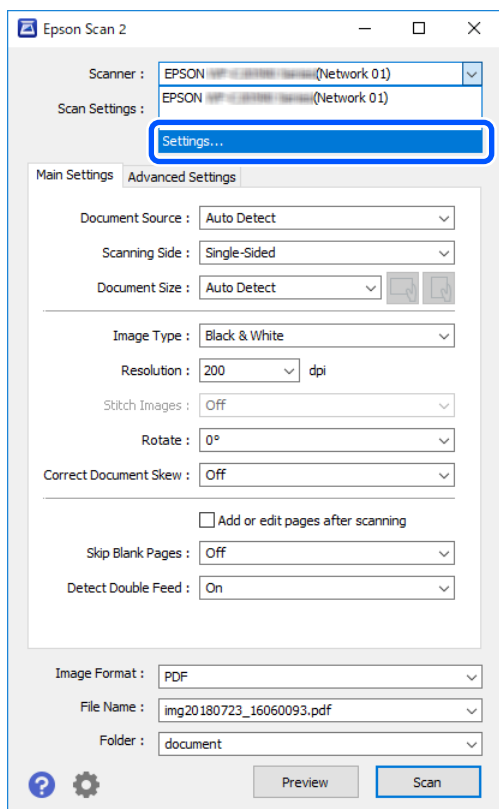 Epson Scan 2
Scanner : EPSON (Network 01)
EPSON (Network 01)
Scan Settings :
Settings...
Main Settings Advanced Settings
Document Source : Auto Detect
Scanning Side : Single-Sided
Document Size : Auto Detect
Image Type : Black & White
Resolution : 200 dpi
Stitch Images : Off
Rotate : 0°
Correct Document Skew : Off
Add or edit pages after scanning
Skip Blank Pages : Off
Detect Double Feed : On
Image Format : PDF
File Name : img20180723_16060093.pdf
Folder : document
Preview Scan